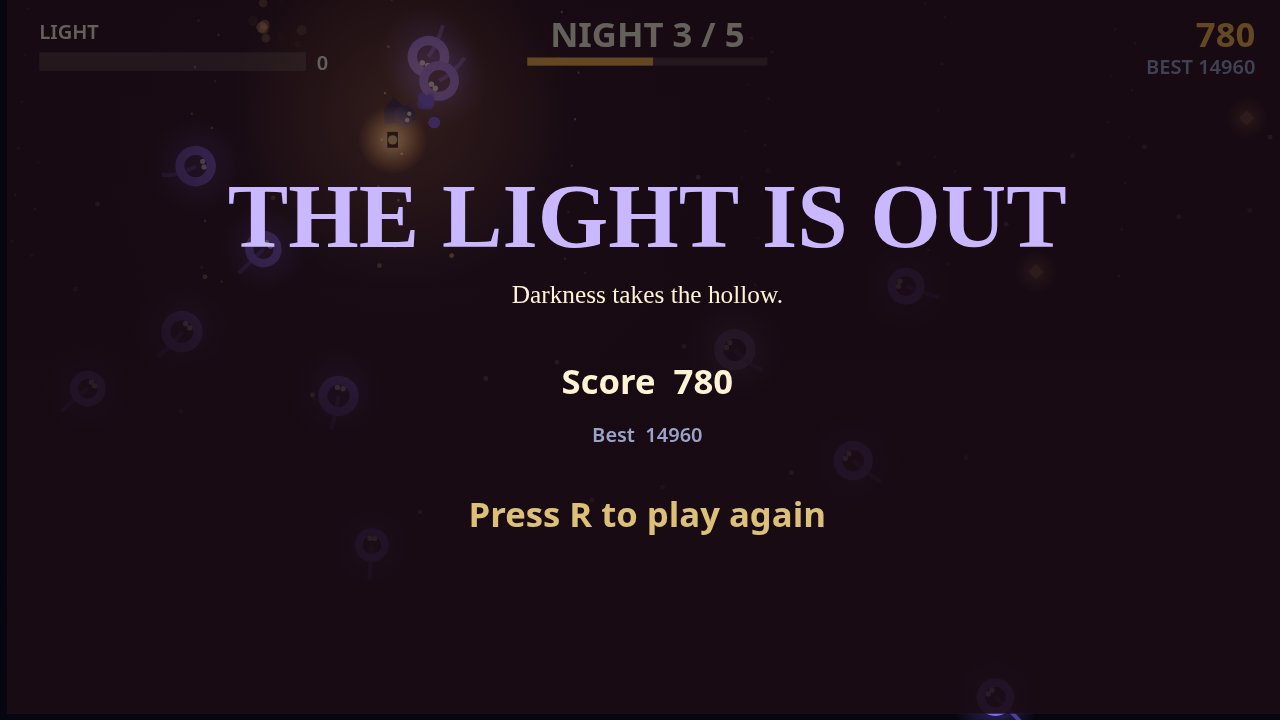 LIGHT
0
NIGHT 3 / 5
780
BEST 14960
THE LIGHT IS OUT
Darkness takes the hollow.
Score 780
Best 14960
Press R to play again